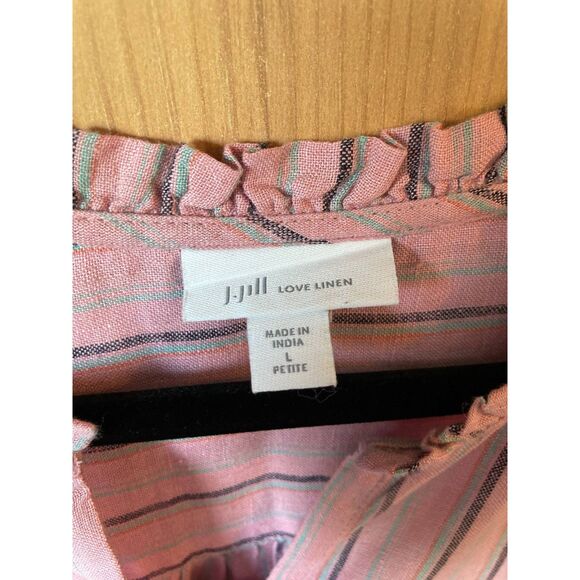 J.Jill LOVE LINEN
MADE IN
INDIA
L
PETITE